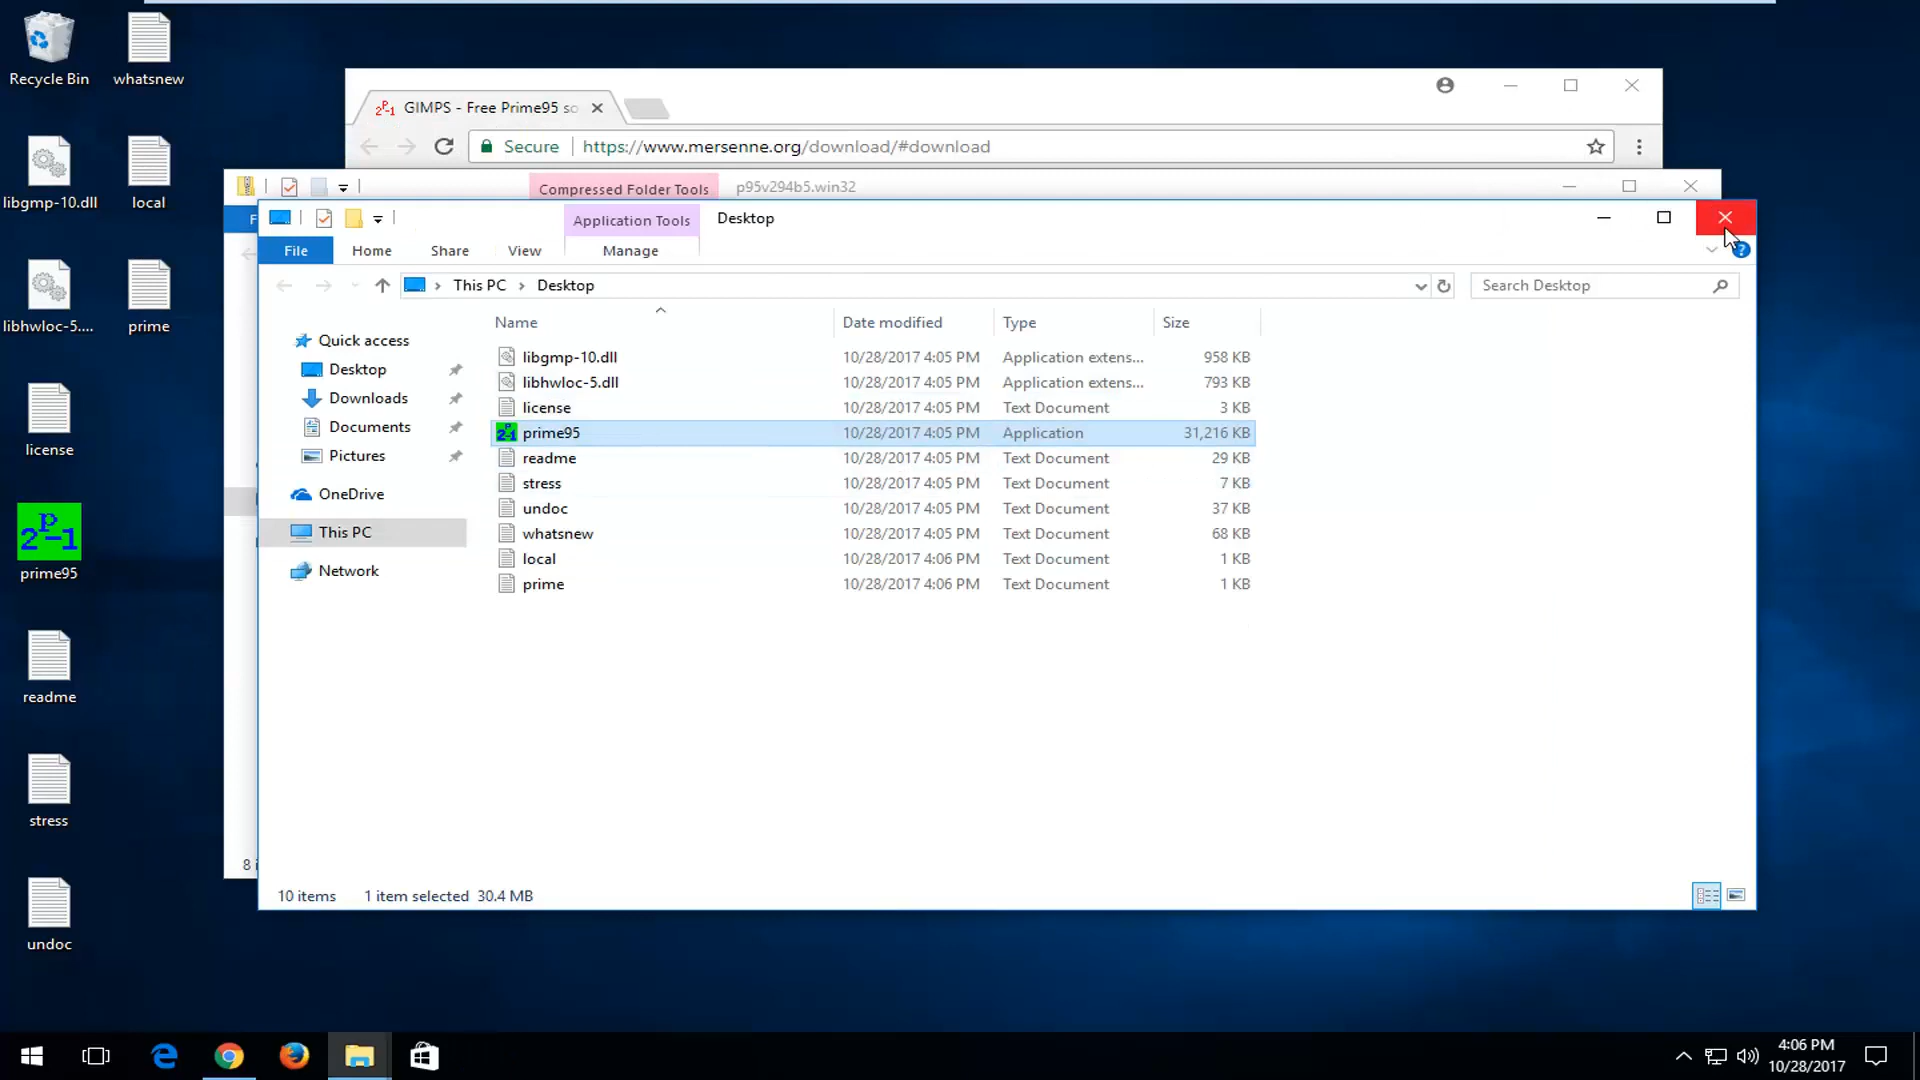 Recycle Bin
whatsnew
libgmp-10.dll
local
libhwloc-5....
prime
license
2P-1
prime95
readme
stress
undoc
2P-1 GIMPS - Free Prime95 so
Secure https://www.mersenne.org/download/#download
Compressed Folder Tools p95v294b5.win32
F
Application Tools Desktop
File Home Share View Manage
This PC Desktop Search Desktop
Name Date modified Type Size
Quick access
Desktop
Downloads
Documents
Pictures
OneDrive
This PC
Network
libgmp-10.dll 10/28/2017 4:05 PM Application extens... 958 KB
libhwloc-5.dll 10/28/2017 4:05 PM Application extens... 793 KB
license 10/28/2017 4:05 PM Text Document 3 KB
prime95 10/28/2017 4:05 PM Application 31,216 KB
readme 10/28/2017 4:05 PM Text Document 29 KB
stress 10/28/2017 4:05 PM Text Document 7 KB
undoc 10/28/2017 4:05 PM Text Document 37 KB
whatsnew 10/28/2017 4:05 PM Text Document 68 KB
local 10/28/2017 4:06 PM Text Document 1 KB
prime 10/28/2017 4:06 PM Text Document 1 KB
8 i
10 items 1 item selected 30.4 MB
4:06 PM
10/28/2017